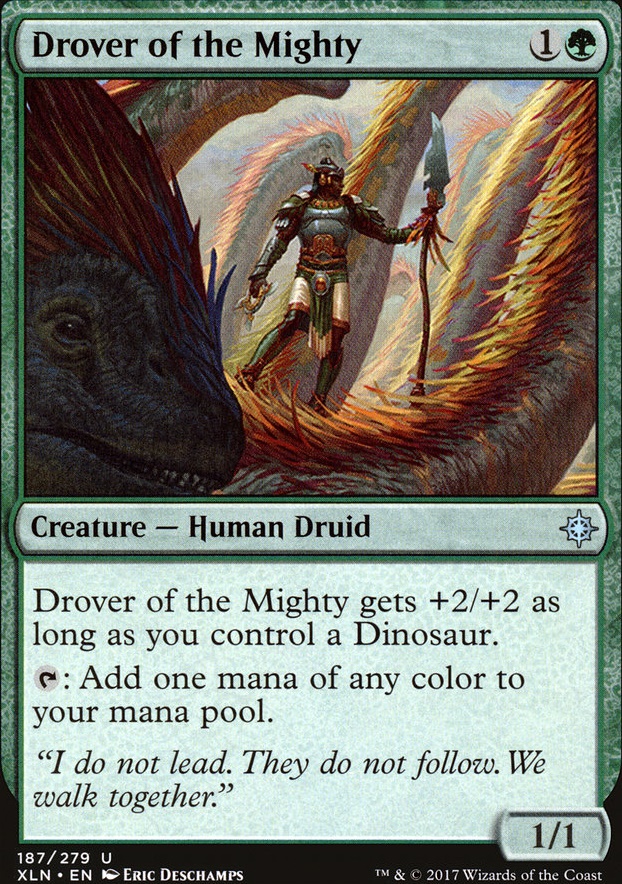 Drover of the Mighty 1
Creature — Human Druid
Drover of the Mighty gets +2/+2 as
long as you control a Dinosaur.
: Add one mana of any color to
your mana pool.
“I do not lead. They do not follow. We
walk together.”
1/1
187/279 U
XLN • EN Eric Deschamps
™ & © 2017 Wizards of the Coast